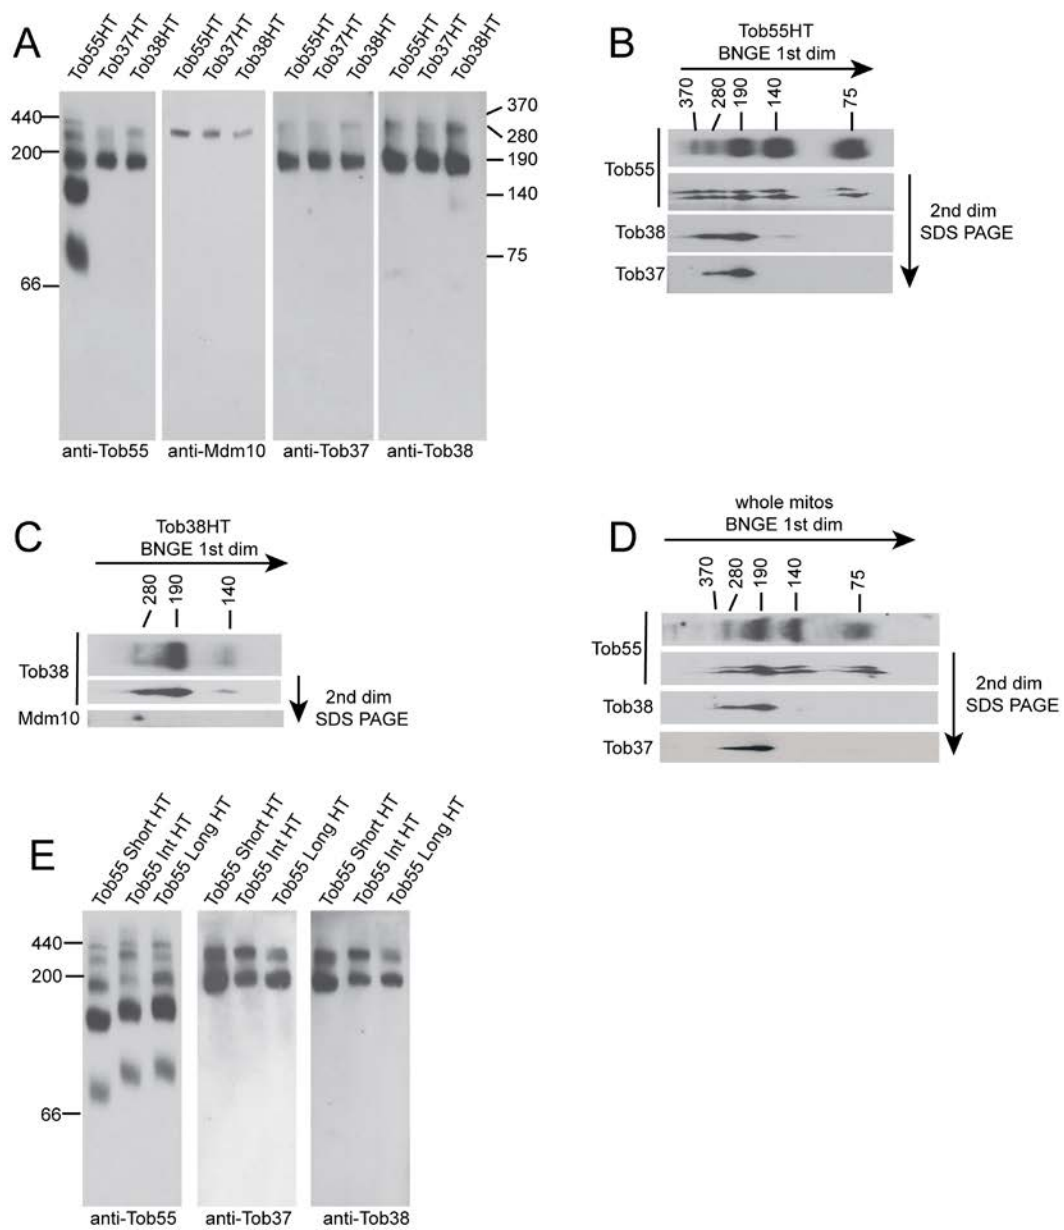 A
Tob55HT
Tob37HT
Tob38HT
Tob55HT
Tob37HT
Tob38HT
Tob55HT
Tob37HT
Tob38HT
Tob55HT
Tob37HT
Tob38HT
440
200
66
370
280
190
140
75
anti-Tob55
anti-Mdm10
anti-Tob37
anti-Tob38
B
Tob55HT
BNGE 1st dim
370
280
190
140
75
Tob55
Tob38
Tob37
2nd dim
SDS PAGE
C
Tob38HT
BNGE 1st dim
280
190
140
Tob38
Mdm10
2nd dim
SDS PAGE
D
whole mitos
BNGE 1st dim
370
280
190
140
75
Tob55
Tob38
Tob37
2nd dim
SDS PAGE
E
Tob55 Short HT
Tob55 Int HT
Tob55 Long HT
Tob55 Short HT
Tob55 Int HT
Tob55 Long HT
Tob55 Short HT
Tob55 Int HT
Tob55 Long HT
440
200
66
anti-Tob55
anti-Tob37
anti-Tob38